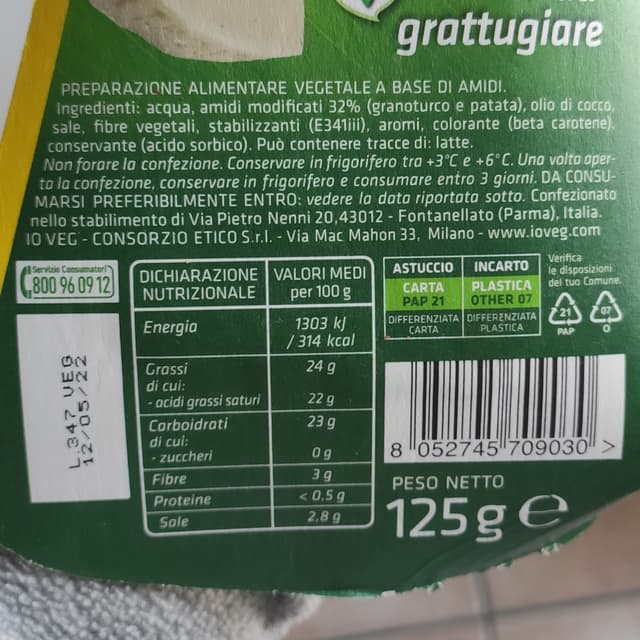 grattugiare
PREPARAZIONE ALIMENTARE VEGETALE A BASE DI AMIDI.
Ingredienti: acqua, amidi modificati 32% (granoturco e patata), olio di cocco,
sale, fibre vegetali, stabilizzanti (E341iii), aromi, colorante (beta carotene),
conservante (acido sorbico). Può contenere tracce di: latte.
Non forare la confezione. Conservare in frigorifero tra +3°C e +6°C. Una volta aper-
ta la confezione, conservare in frigorifero e consumare entro 3 giorni. DA CONSU-
MARSI PREFERIBILMENTE ENTRO: vedere la data riportata sotto. Confezionato
nello stabilimento di Via Pietro Nenni 20,43012 - Fontanellato (Parma), Italia.
IO VEG - CONSORZIO ETICO S.r.l. - Via Mac Mahon 33, Milano - www.ioveg.com
Servizio Consumatori
800 96 09 12
L 347 VEG
12/05/22
DICHIARAZIONE NUTRIZIONALE VALORI MEDI per 100 g
Energia 1303 kJ / 314 kcal
Grassi 24 g
di cui:
- acidi grassi saturi 22 g
Carboidrati 23 g
di cui:
- zuccheri 0 g
Fibre 3 g
Proteine < 0,5 g
Sale 2,8 g
ASTUCCIO INCARTO
CARTA PLASTICA
PAP 21 OTHER 07
DIFFERENZIATA DIFFERENZIATA
CARTA PLASTICA
Verifica
le disposizioni
del tuo Comune.
21 07
PAP O
8 052745 709030 >
PESO NETTO
125 g e